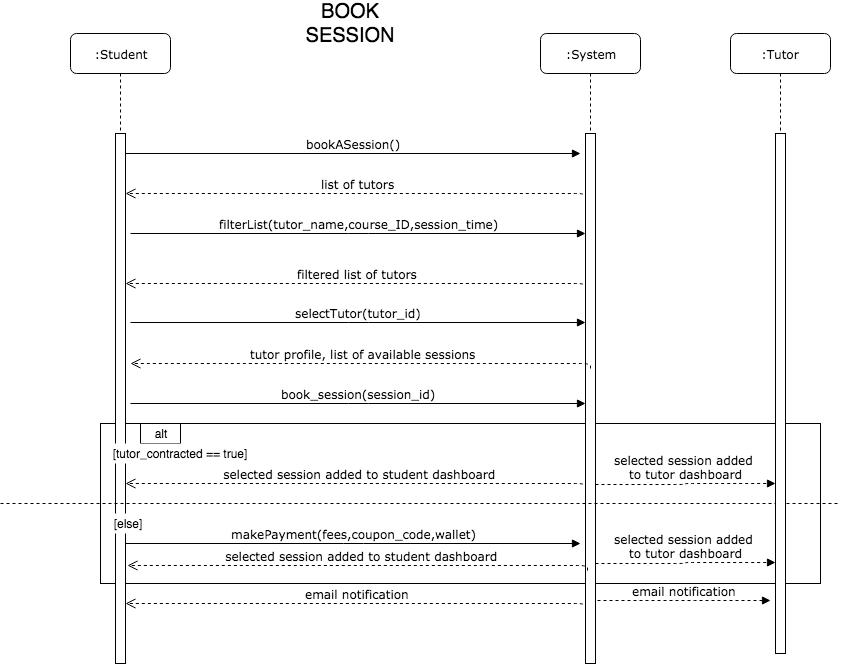 BOOK
SESSION
:Student
:System
:Tutor
bookASession()
list of tutors
filterList(tutor_name,course_ID,session_time)
filtered list of tutors
selectTutor(tutor_id)
tutor profile, list of available sessions
book_session(session_id)
alt
[tutor_contracted == true]
selected session added to student dashboard
selected session added
to tutor dashboard
[else]
makePayment(fees,coupon_code,wallet)
selected session added to student dashboard
selected session added
to tutor dashboard
email notification
email notification